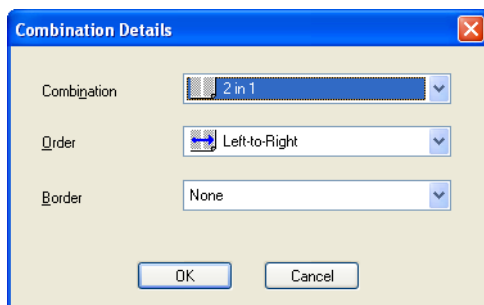 Combination Details
Combination 2 in 1
Order Left-to-Right
Border None
OK Cancel